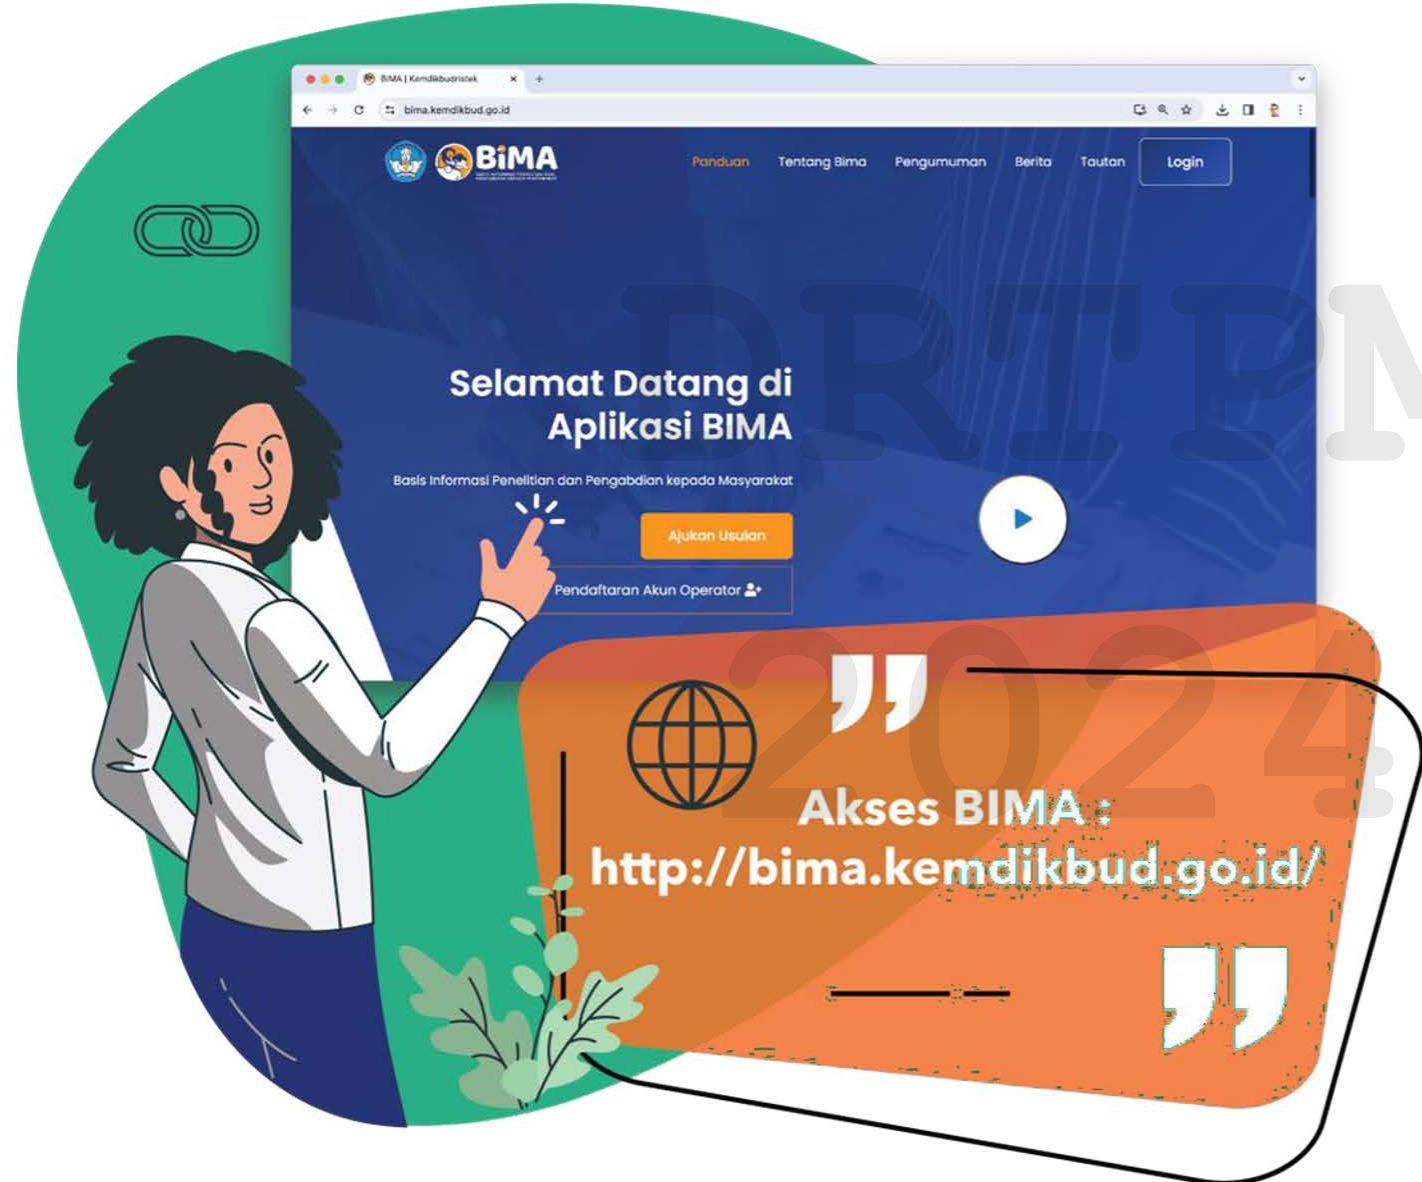 BIMA | Kemdikbudristek
bima.kemdikbud.go.id
BiMA
Panduan Tentang Bima Pengumuman Berita Tautan Login
Selamat Datang di
Aplikasi BIMA
Basis Informasi Penelitian dan Pengabdian kepada Masyarakat
Ajukan Usulan
Pendaftaran Akun Operator
DRTPM
2024
Akses BIMA :
http://bima.kemdikbud.go.id/